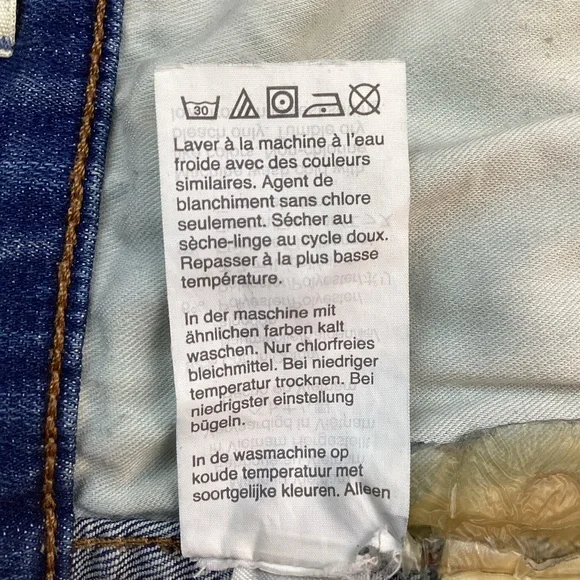 30
Laver à la machine à l'eau
froide avec des couleurs
similaires. Agent de
blanchiment sans chlore
seulement. Sécher au
sèche-linge au cycle doux.
Repasser à la plus basse
température.
In der maschine mit
ähnlichen farben kalt
waschen. Nur chlorfreies
bleichmittel. Bei niedriger
temperatur trocknen. Bei
niedrigster einstellung
bügeln.
In de wasmachine op
koude temperatuur met
soortgelijke kleuren. Alleen